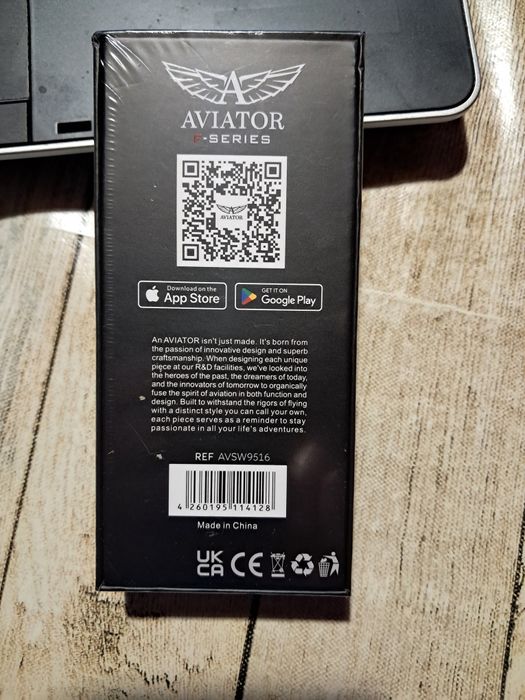 A
AVIATOR
F-SERIES
AVIATOR
Download on the
App Store
GET IT ON
Google Play
An AVIATOR isn't just made. It's born from
the passion of innovative design and superb
craftsmanship. When designing each unique
piece at our R&D facilities, we've looked into
the heroes of the past, the dreamers of today,
and the innovators of tomorrow to organically
fuse the spirit of aviation in both function and
design. Built to withstand the rigors of flying
with a distinct style you can call your own,
each piece serves as a reminder to stay
passionate in all your life's adventures.
REF AVSW9516
4 260195 114128
Made in China
UK
CA CE